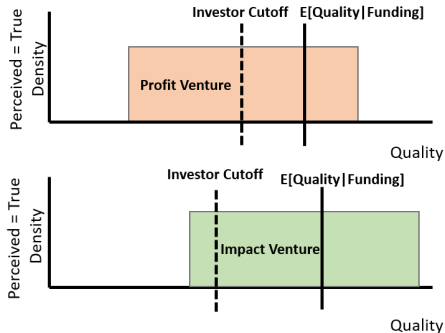 Investor Cutoff E[Quality|Funding]
Perceived = True
Density
Profit Venture
Quality
Investor Cutoff E[Quality|Funding]
Perceived = True
Density
Impact Venture
Quality